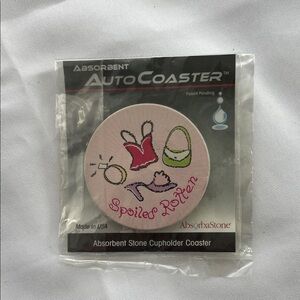 ABSORBENT
AUTOCOASTER™
Patent Pending
Spoiled Rotten
Made in USA
AbsorbaStone®
Absorbent Stone Cupholder Coaster